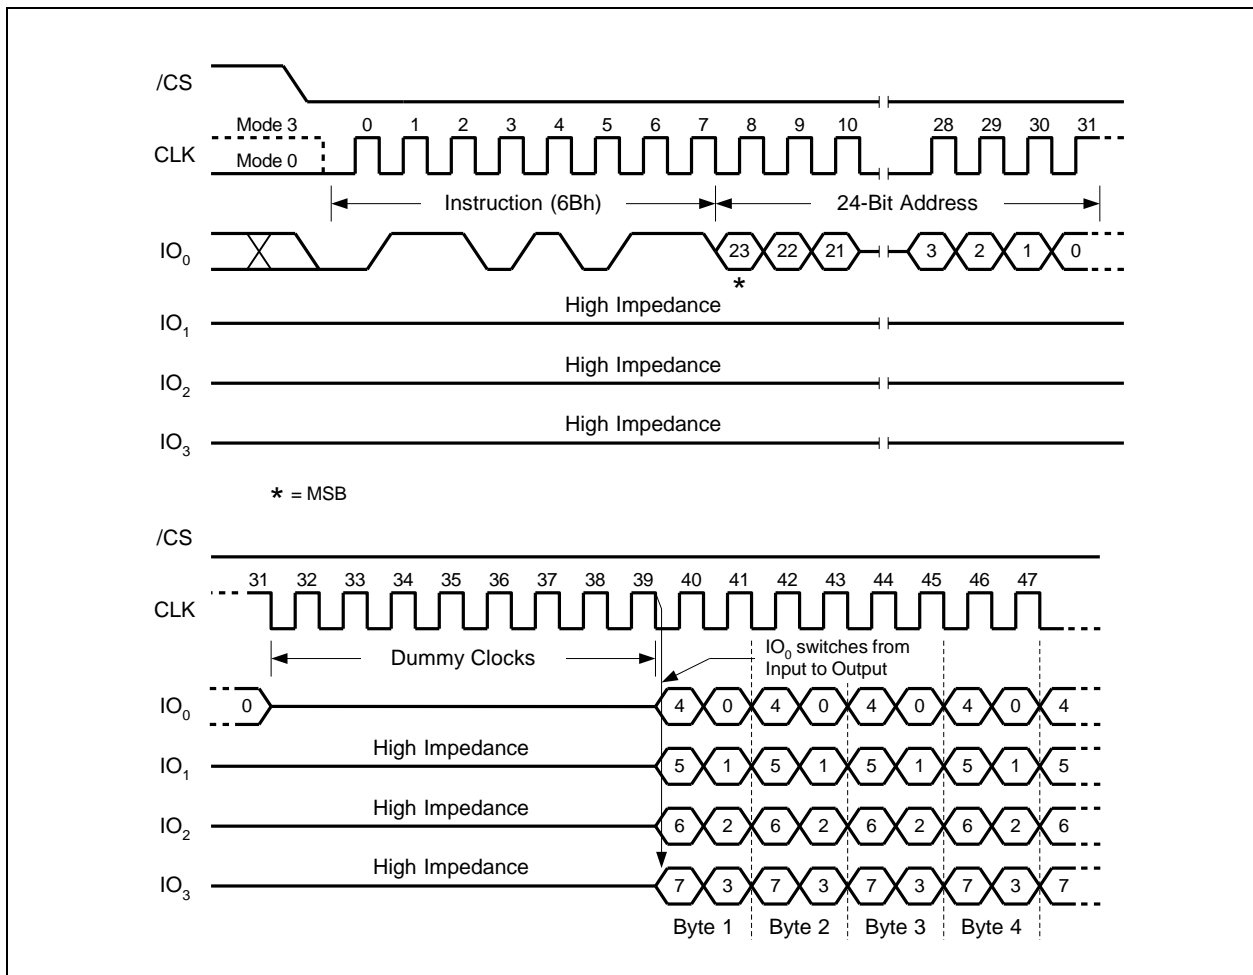 /CS
Mode 3 0 1 2 3 4 5 6 7 8 9 10 28 29 30 31
CLK Mode 0
Instruction (6Bh) 24-Bit Address
IO0 23 22 21 3 2 1 0
*
High Impedance
IO1
High Impedance
IO2
High Impedance
IO3
* = MSB
/CS
31 32 33 34 35 36 37 38 39 40 41 42 43 44 45 46 47
CLK
Dummy Clocks
IO0 switches from
Input to Output
IO0 0 4 0 4 0 4 0 4 0 4
High Impedance
IO1 5 1 5 1 5 1 5 1 5
High Impedance
IO2 6 2 6 2 6 2 6 2 6
High Impedance
IO3 7 3 7 3 7 3 7 3 7
Byte 1 Byte 2 Byte 3 Byte 4